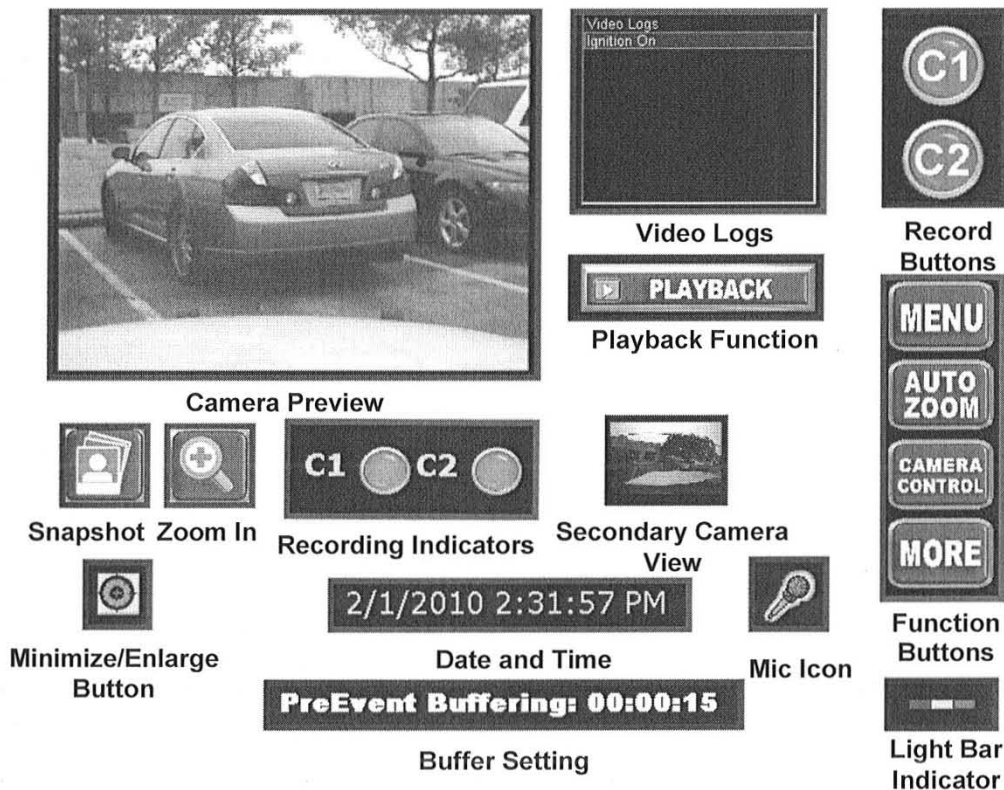 Video Logs
Ignition On
C1
C2
Video Logs
Record
Buttons
PLAYBACK
Playback Function
MENU
AUTO
ZOOM
CAMERA
CONTROL
MORE
Camera Preview
C1 C2
Snapshot Zoom In
Recording Indicators
Secondary Camera
View
2/1/2010 2:31:57 PM
Minimize/Enlarge
Button
Date and Time
Mic Icon
Function
Buttons
PreEvent Buffering: 00:00:15
Buffer Setting
Light Bar
Indicator